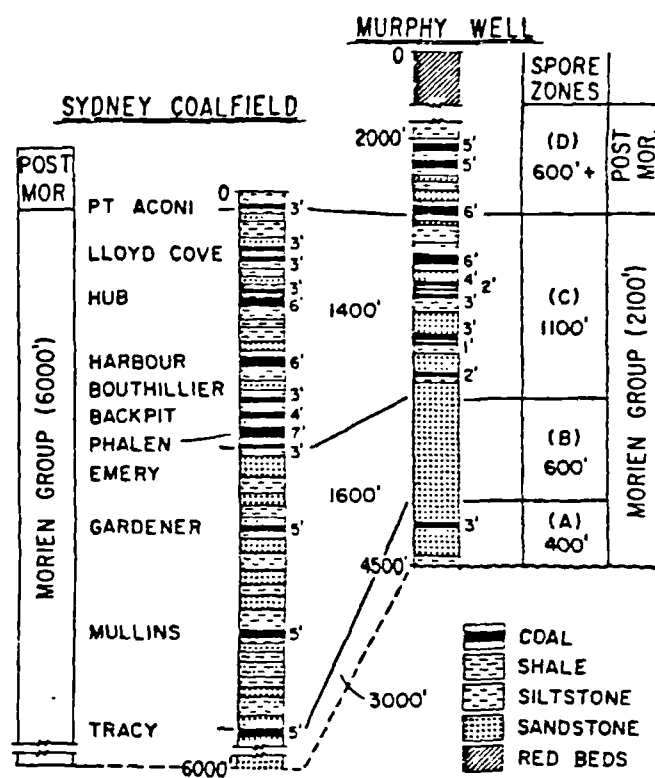 MURPHY WELL
SYDNEY COALFIELD
POST
MOR
MORIEN GROUP (6000')
PT ACONI
LLOYD COVE
HUB
HARBOUR
BOUTHILLIER
BACKPIT
PHALEN
EMERY
GARDENER
MULLINS
TRACY
0
3'
3'
3'
3'
6'
6'
3'
4'
7'
3'
5'
5'
5'
6000'
1400'
1600'
3000'
0
2000'
5'
5'
6'
6'
4'
2'
3'
3'
1'
2'
3'
4500'
SPORE
ZONES
(D)
600'+
(C)
1100'
(B)
600'
(A)
400'
POST MOR.
MORIEN GROUP (2100')
COAL
SHALE
SILTSTONE
SANDSTONE
RED BEDS